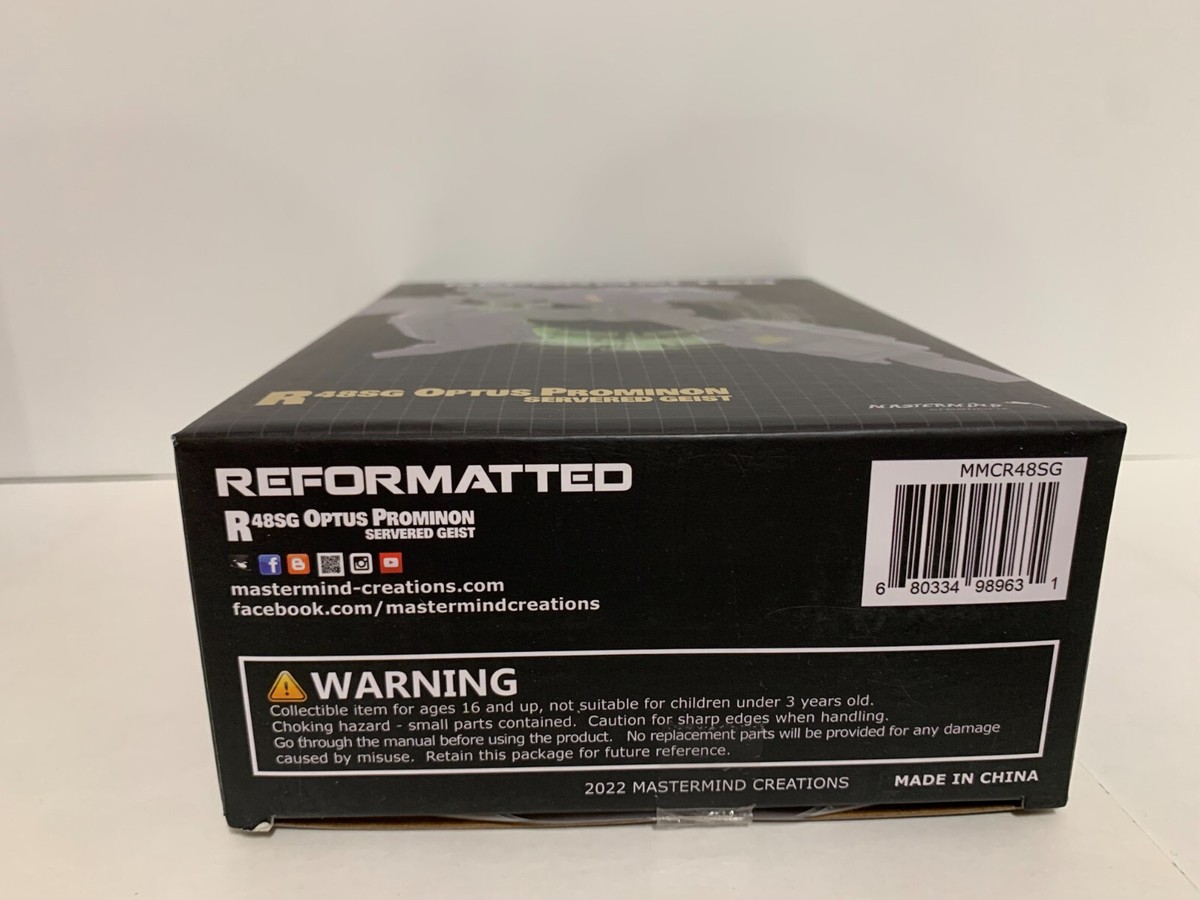 R48SG OPTUS PROMINON
SERVERED GEIST
MASTERMIND
REFORMATTED
R48SG OPTUS PROMINON
SERVERED GEIST
mastermind-creations.com
facebook.com/mastermindcreations
MMCR48SG
6 80334 98963 1
WARNING
Collectible item for ages 16 and up, not suitable for children under 3 years old.
Choking hazard - small parts contained. Caution for sharp edges when handling.
Go through the manual before using the product. No replacement parts will be provided for any damage
caused by misuse. Retain this package for future reference.
2022 MASTERMIND CREATIONS
MADE IN CHINA